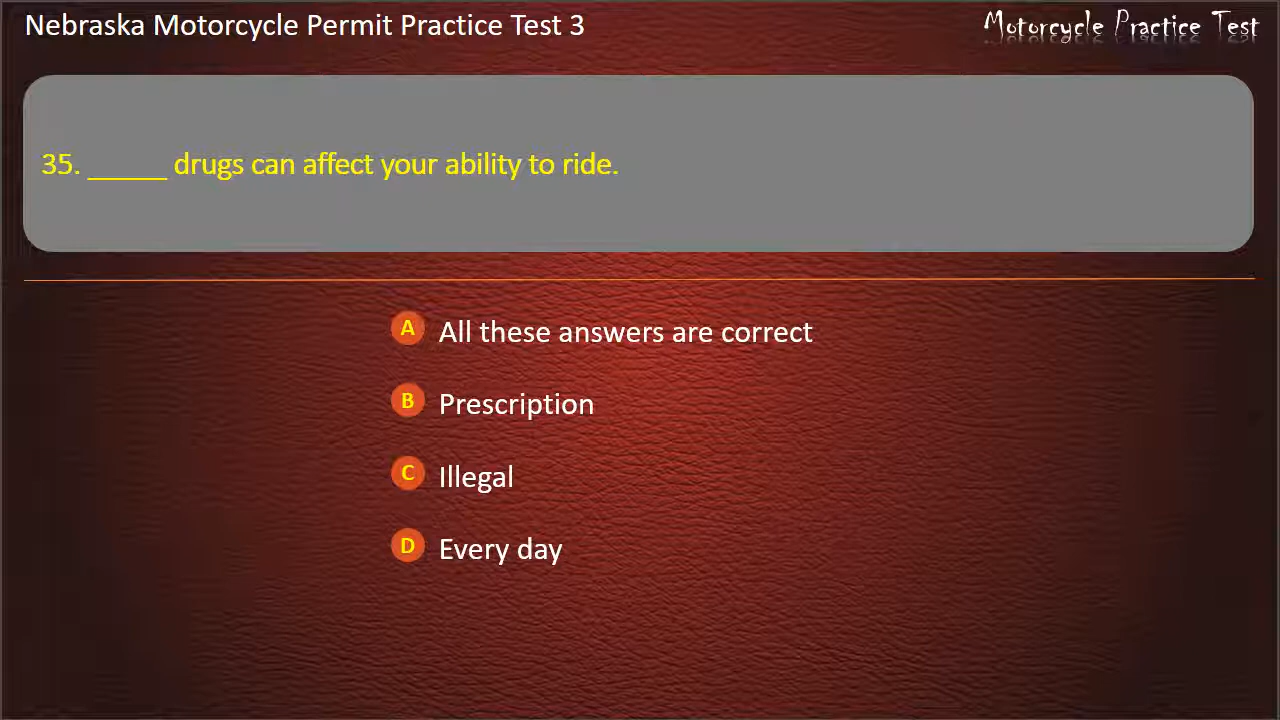 Nebraska Motorcycle Permit Practice Test 3
Motorcycle Practice Test
35. _____ drugs can affect your ability to ride.
A All these answers are correct
B Prescription
C Illegal
D Every day